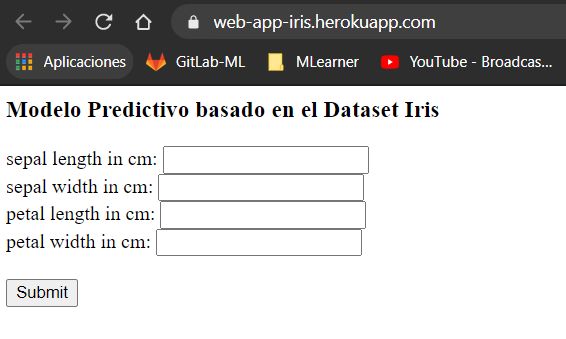 web-app-iris.herokuapp.com
Aplicaciones GitLab-ML MLearner YouTube - Broadcas...
Modelo Predictivo basado en el Dataset Iris
sepal length in cm:
sepal width in cm:
petal length in cm:
petal width in cm:
Submit